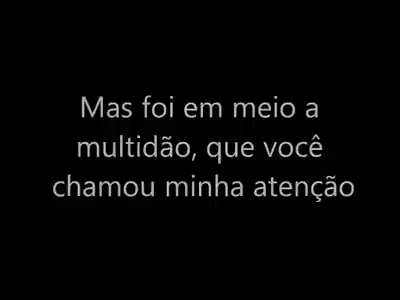 Mas foi em meio a
multidão, que você
chamou minha atenção